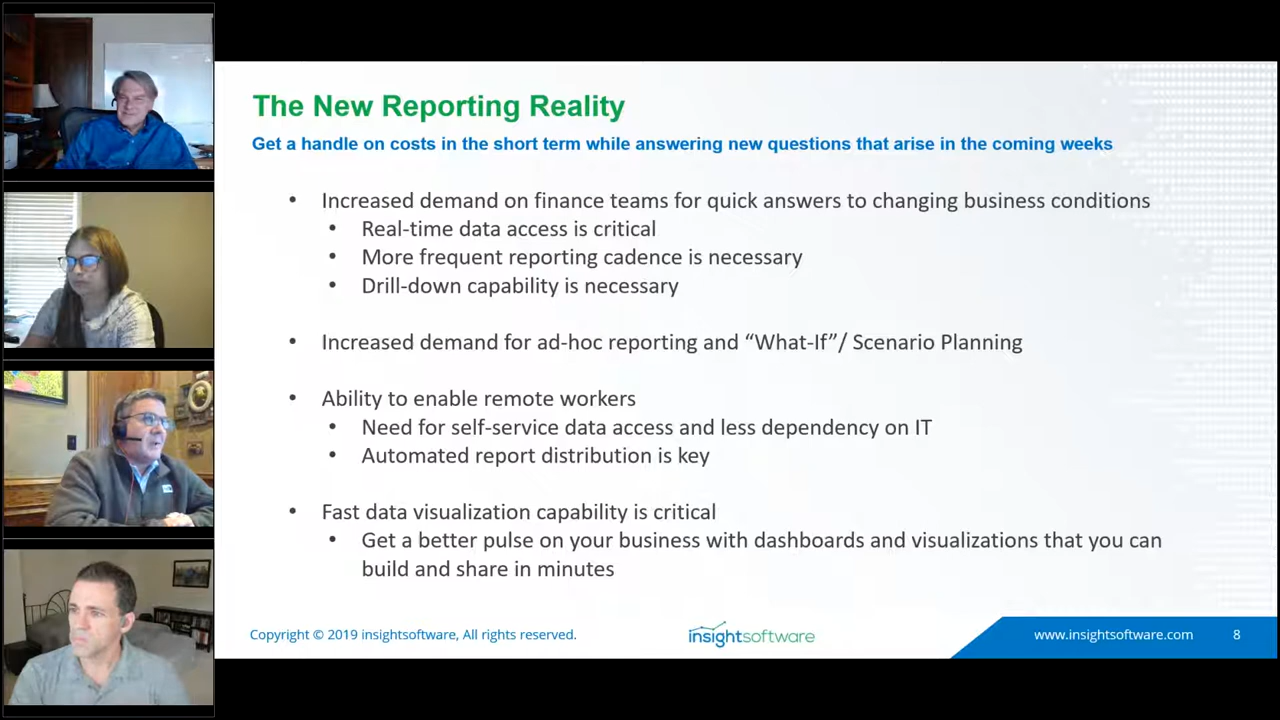 The New Reporting Reality
Get a handle on costs in the short term while answering new questions that arise in the coming weeks
• Increased demand on finance teams for quick answers to changing business conditions
• Real-time data access is critical
• More frequent reporting cadence is necessary
• Drill-down capability is necessary
• Increased demand for ad-hoc reporting and “What-If”/ Scenario Planning
• Ability to enable remote workers
• Need for self-service data access and less dependency on IT
• Automated report distribution is key
• Fast data visualization capability is critical
• Get a better pulse on your business with dashboards and visualizations that you can
build and share in minutes
Copyright © 2019 insightsoftware, All rights reserved.
insightsoftware
www.insightsoftware.com
8